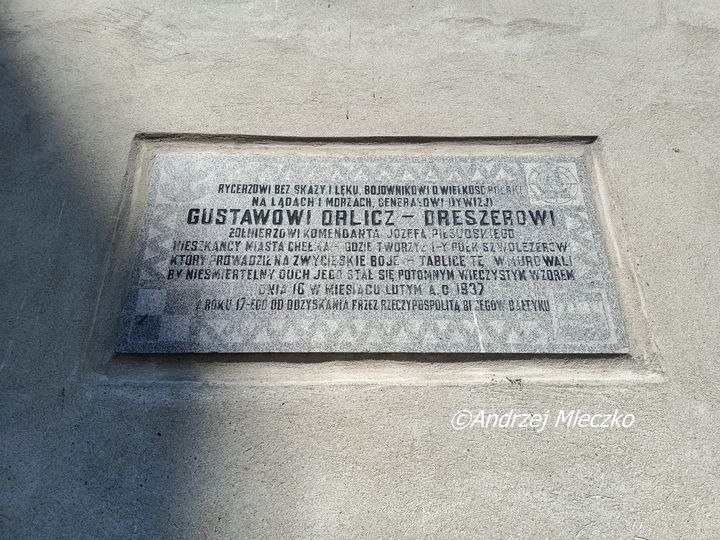 RYCERZOWI BEZ SKAZY I LĘKU, BOJOWNIKOWI O WIELKOŚĆ POLSKI
NA LĄDACH I MORZACH, GENERAŁOWI DYWIZJI
GUSTAWOWI ORLICZ – DRESZEROWI
ŻOŁNIERZOWI KOMENDANTA JÓZEFA PIŁSUDSKIEGO
MIESZKAŃCY MIASTA CHEŁMA – GDZIE TWORZYŁ I-Y PÓŁK SZWOLEŻERÓW
KTÓRY PROWADZIŁ NA ZWYCIĘSKIE BOJE – TABLICĘ TĘ WMUROWALI
BY NIEŚMIERTELNY DUCH JEGO STAŁ SIĘ POTOMNYM WIECZYSTYM WZOREM
DNIA 16 W MIESIĄCU LUTYM A.D. 1937
A ROKU 17-EGO OD ODZYSKANIA PRZEZ RZECZYPOSPOLITĄ BRZEGÓW BAŁTYKU
©Andrzej Mleczko